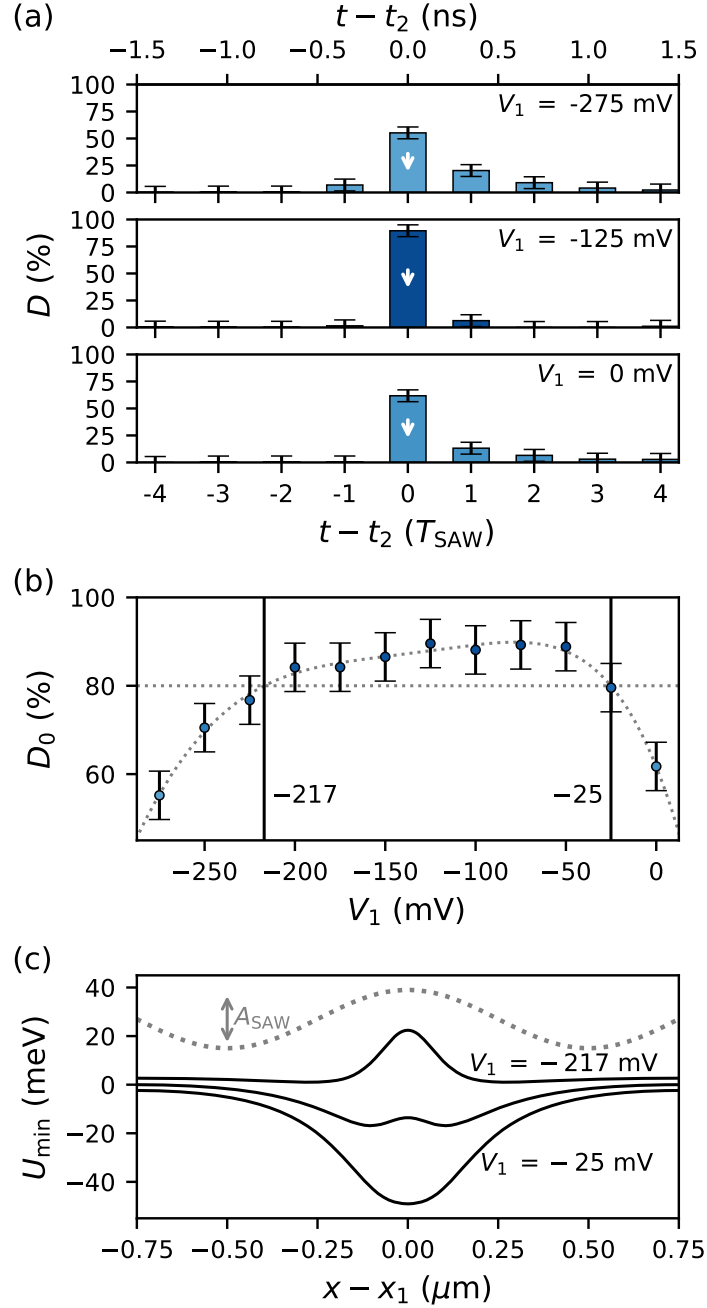 (a)
t − t₂ (ns)
−1.5 −1.0 −0.5 0.0 0.5 1.0 1.5
100
75
50
25
0
V₁ = -275 mV
100
75
50
25
0
V₁ = -125 mV
D (%)
100
75
50
25
0
V₁ = 0 mV
-4 -3 -2 -1 0 1 2 3 4
t − t₂ (T_SAW)
(b)
100
80
60
D₀ (%)
−217
−25
−250 −200 −150 −100 −50 0
V₁ (mV)
(c)
40
20
0
−20
−40
U_min (meV)
A_SAW
V₁ = −217 mV
V₁ = −25 mV
−0.75 −0.50 −0.25 0.00 0.25 0.50 0.75
x − x₁ (μm)